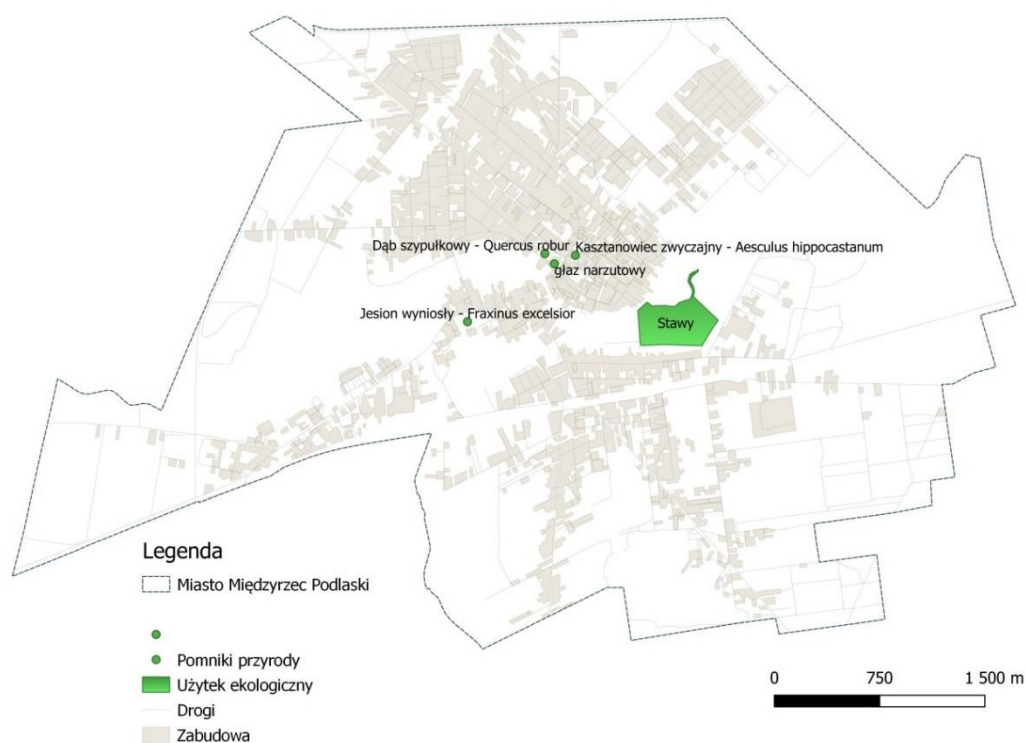 Dąb szypułkowy - Quercus robur
Kasztanowiec zwyczajny - Aesculus hippocastanum
głaz narzutowy
Jesion wyniosły - Fraxinus excelsior
Stawy
Legenda
Miasto Międzyrzec Podlaski
Pomniki przyrody
Użytek ekologiczny
Drogi
Zabudowa
0 750 1 500 m